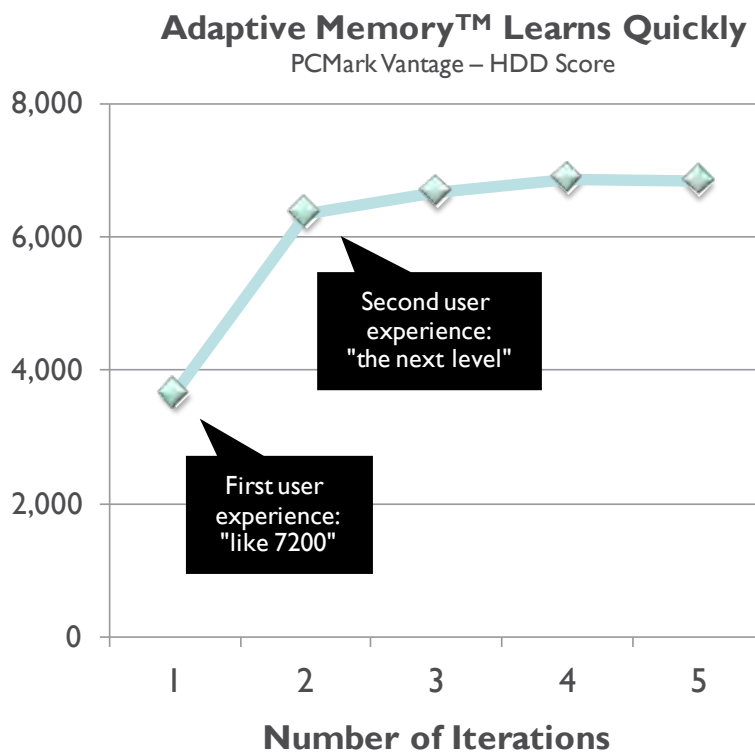 Adaptive Memory™ Learns Quickly
PCMark Vantage – HDD Score
8,000
6,000
4,000
2,000
0
Second user
experience:
"the next level"
First user
experience:
"like 7200"
1 2 3 4 5
Number of Iterations